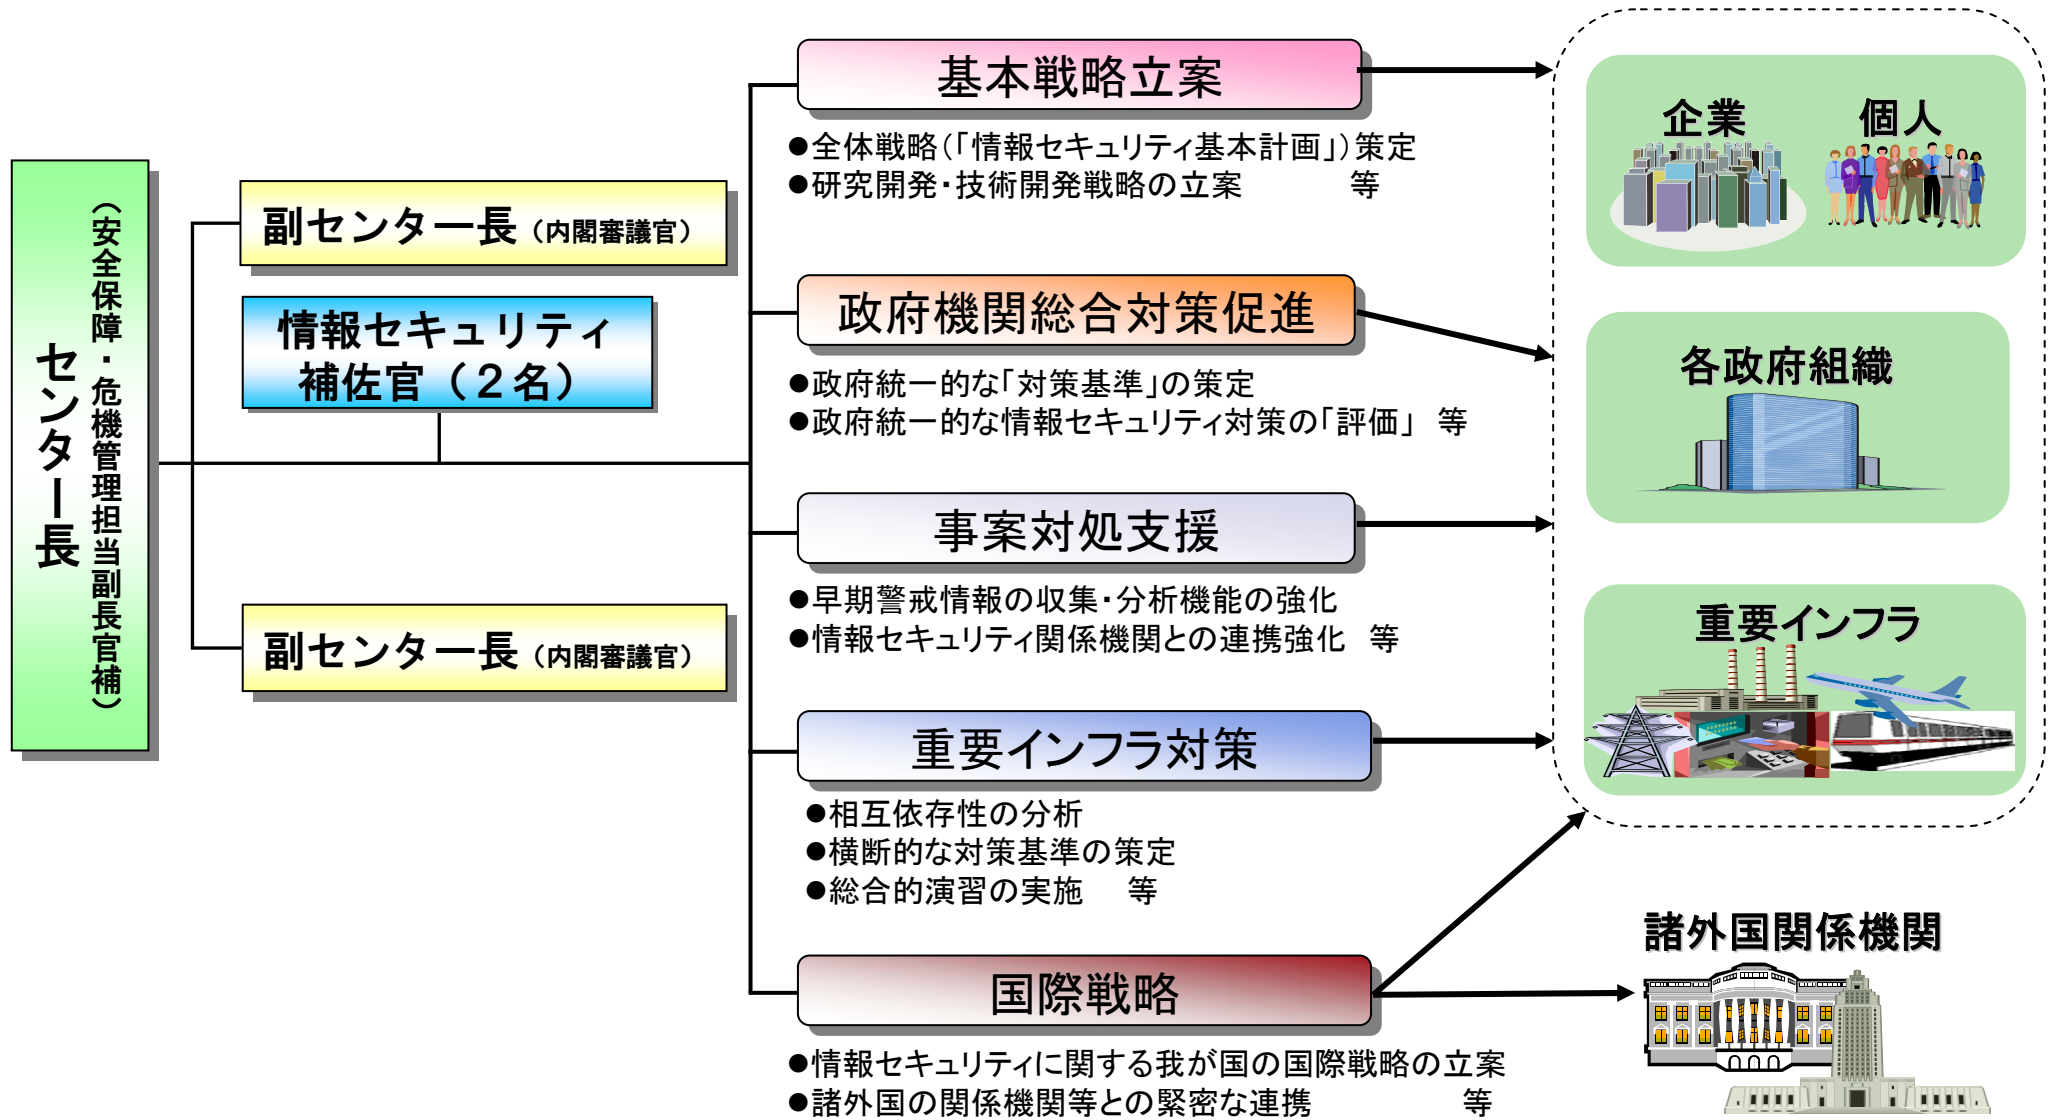 センター長
（安全保障・危機管理担当副長官補）
副センター長（内閣審議官）
情報セキュリティ
補佐官（２名）
副センター長（内閣審議官）
基本戦略立案
●全体戦略（「情報セキュリティ基本計画」）策定
●研究開発・技術開発戦略の立案　等
政府機関総合対策促進
●政府統一的な「対策基準」の策定
●政府統一的な情報セキュリティ対策の「評価」　等
事案対処支援
●早期警戒情報の収集・分析機能の強化
●情報セキュリティ関係機関との連携強化　等
重要インフラ対策
●相互依存性の分析
●横断的な対策基準の策定
●総合的演習の実施　等
国際戦略
●情報セキュリティに関する我が国の国際戦略の立案
●諸外国の関係機関等との緊密な連携　等
企業　個人
各政府組織
重要インフラ
諸外国関係機関